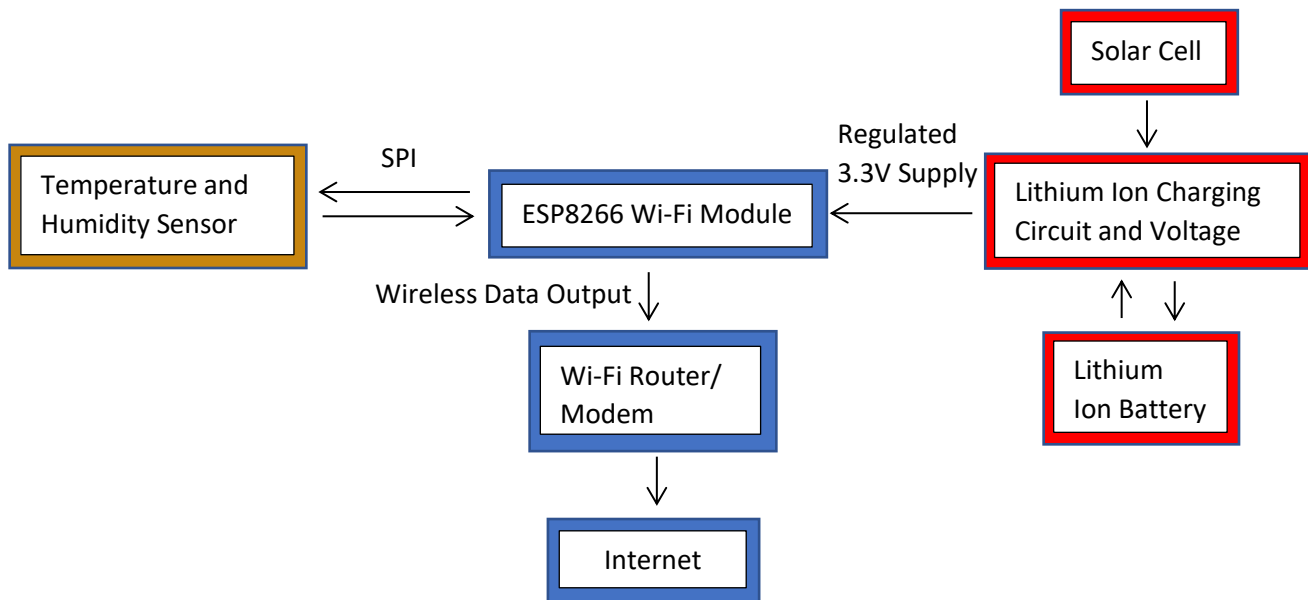 Solar Cell
Regulated
3.3V Supply
SPI
Temperature and
Humidity Sensor
ESP8266 Wi-Fi Module
Lithium Ion Charging
Circuit and Voltage
Wireless Data Output
Wi-Fi Router/
Modem
Lithium
Ion Battery
Internet